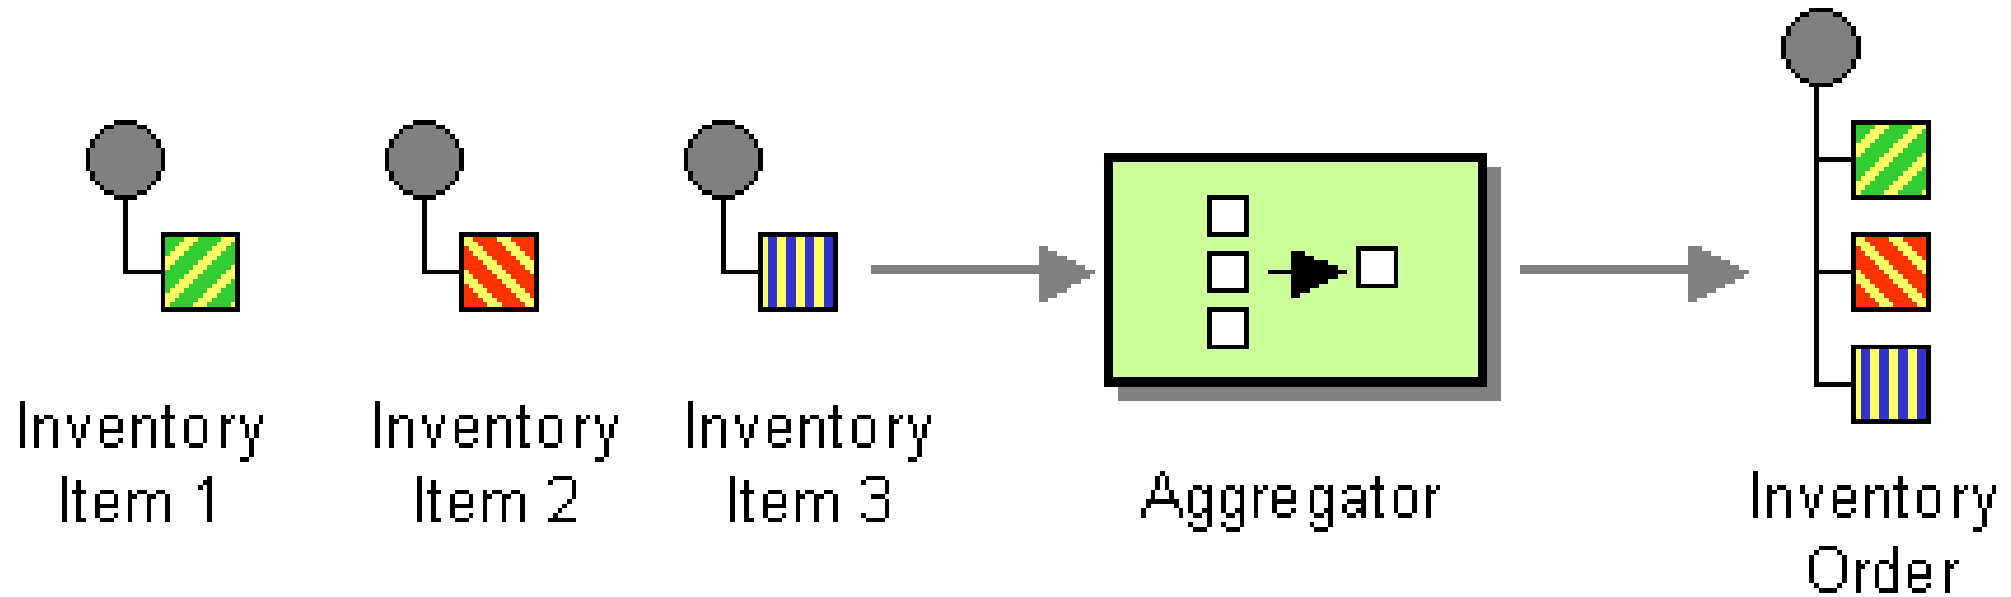 Inventory
Item 1
Inventory
Item 2
Inventory
Item 3
Aggregator
Inventory
Order